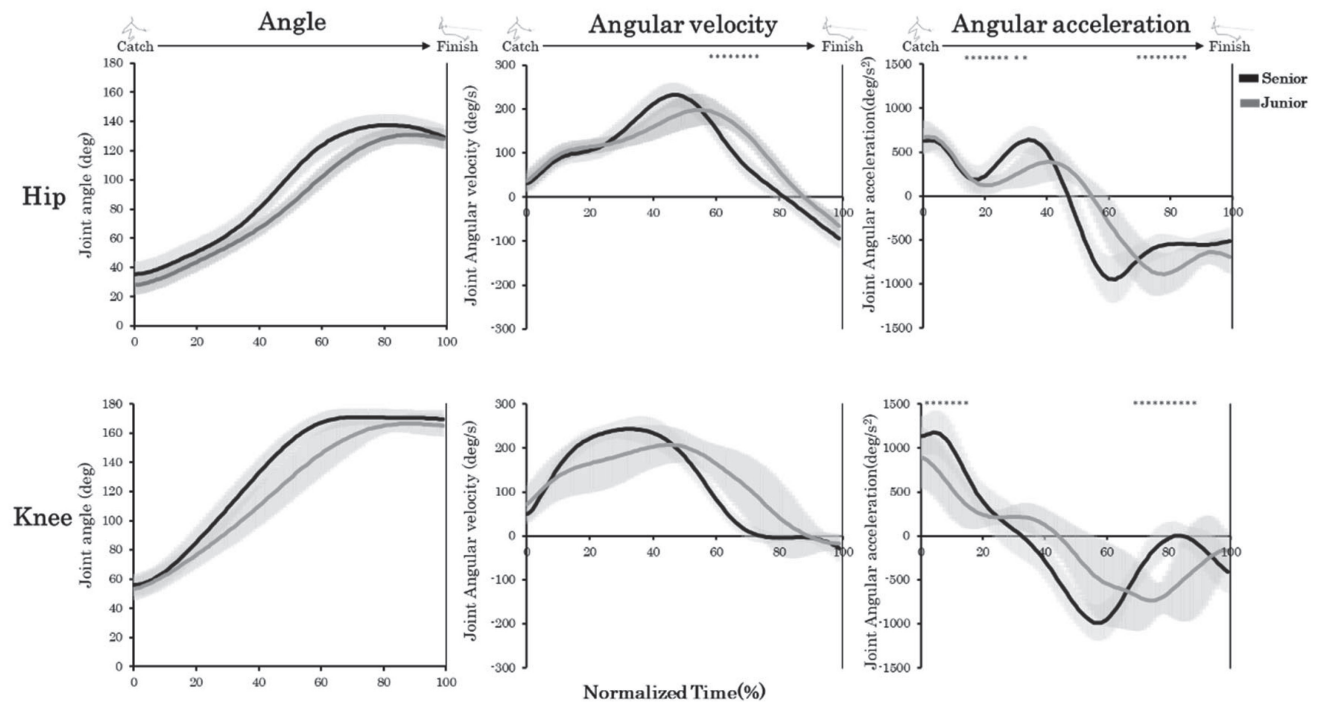 Angle
Angular velocity
Angular acceleration
Catch
Finish
Catch
Finish
Catch
Finish
Senior
Junior
Hip
Joint angle (deg)
180
160
140
120
100
80
60
40
20
0
0 20 40 60 80 100
Joint Angular velocity (deg/s)
300
200
100
0
-100
-200
-300
0 20 40 60 80 100
Joint Angular acceleration(deg/s²)
1500
1000
500
0
-500
-1000
-1500
0 20 40 60 80 100
Knee
Joint angle (deg)
180
160
140
120
100
80
60
40
20
0
0 20 40 60 80 100
Joint Angular velocity (deg/s)
300
200
100
0
-100
-200
-300
0 20 40 60 80 100
Joint Angular acceleration(deg/s²)
1500
1000
500
0
-500
-1000
-1500
0 20 40 60 80 100
Normalized Time(%)